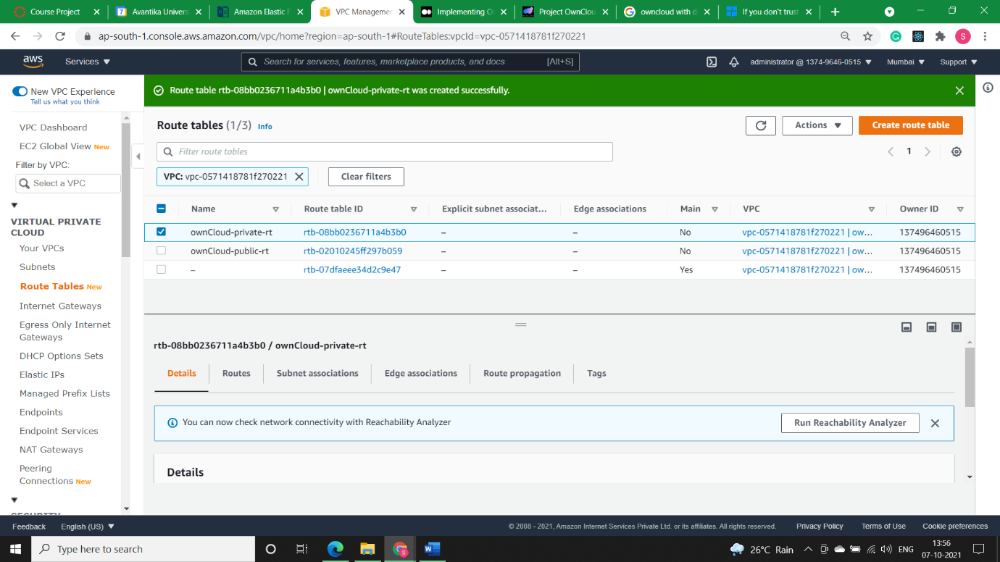 Course Project
Avantika Univers
Amazon Elastic F
VPC Managemen
Implementing O
Project OwnClou
owncloud with d
If you don't trust
ap-south-1.console.aws.amazon.com/vpc/home?region=ap-south-1#RouteTables:vpcId=vpc-0571418781f270221
S
aws
Services
Search for services, features, marketplace products, and docs
[Alt+S]
administrator @ 1374-9646-0515
Mumbai
Support
New VPC Experience
Tell us what you think
VPC Dashboard
EC2 Global View New
Filter by VPC:
Select a VPC
VIRTUAL PRIVATE
CLOUD
Your VPCs
Subnets
Route Tables New
Internet Gateways
Egress Only Internet
Gateways
DHCP Options Sets
Elastic IPs
Managed Prefix Lists
Endpoints
Endpoint Services
NAT Gateways
Peering
Connections New
SECURITY
Route table rtb-08bb0236711a4b3b0 | ownCloud-private-rt was created successfully.
Route tables (1/3) Info
Actions
Create route table
Filter route tables
1
VPC: vpc-0571418781f270221
Clear filters
Name Route table ID Explicit subnet associat... Edge associations Main VPC Owner ID
ownCloud-private-rt rtb-08bb0236711a4b3b0 – – No vpc-0571418781f270221 | ow... 137496460515
ownCloud-public-rt rtb-02010245ff297b059 – – No vpc-0571418781f270221 | ow... 137496460515
– rtb-07dfaeee34d2c9e47 – – Yes vpc-0571418781f270221 | ow... 137496460515
rtb-08bb0236711a4b3b0 / ownCloud-private-rt
Details Routes Subnet associations Edge associations Route propagation Tags
You can now check network connectivity with Reachability Analyzer
Run Reachability Analyzer
Details
Feedback English (US)
© 2008 - 2021, Amazon Internet Services Private Ltd. or its affiliates. All rights reserved.
Privacy Policy Terms of Use Cookie preferences
Type here to search
26°C Rain
ENG
13:56
07-10-2021